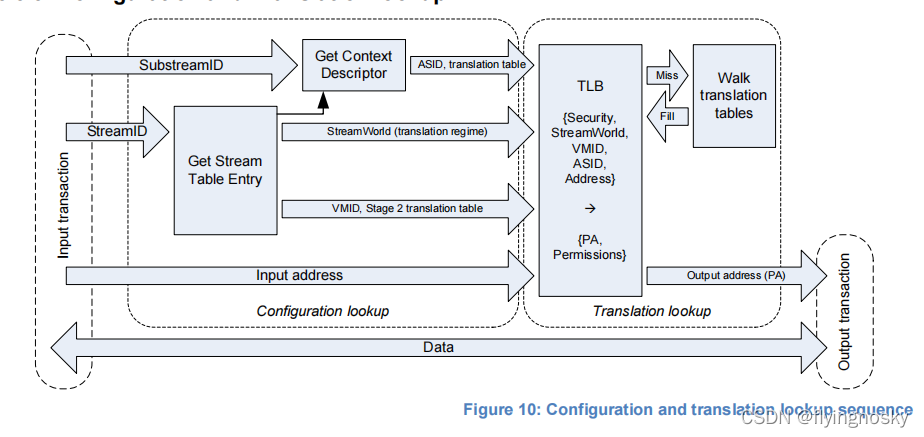 SubstreamID
Get Context
Descriptor
ASID, translation table
StreamID
Get Stream
Table Entry
StreamWorld (translation regime)
VMID, Stage 2 translation table
Input transaction
Input address
Configuration lookup
TLB
{Security,
StreamWorld,
VMID,
ASID,
Address}
→
{PA,
Permissions}
Miss
Fill
Walk
translation
tables
Output address (PA)
Translation lookup
Output transaction
Data
Figure 10: Configuration and translation lookup sequence
CSDN @flyingnosky